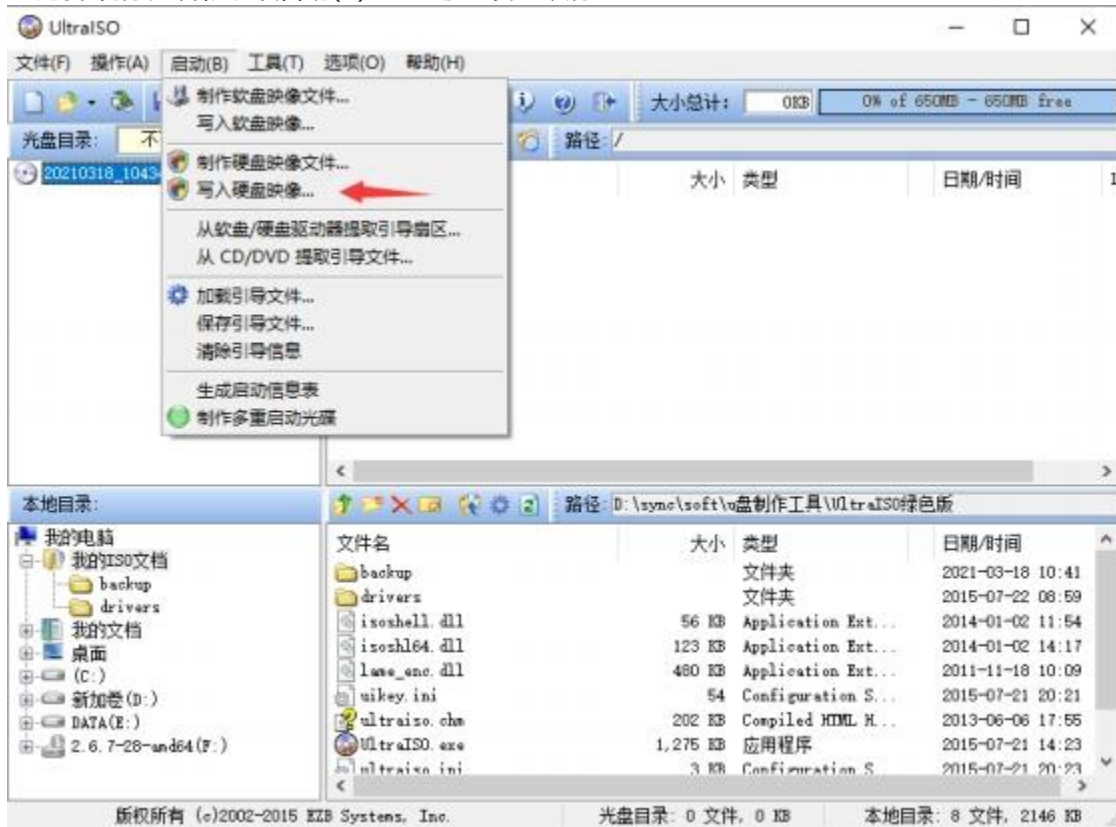 UltraISO
文件(F) 操作(A) 启动(B) 工具(T) 选项(O) 帮助(H)
大小总计: 0KB 0% of 650MB - 650MB free
光盘目录: 不 路径: /
制作软盘映像文件...
写入软盘映像...
制作硬盘映像文件...
写入硬盘映像...
从软盘/硬盘驱动器提取引导扇区...
从 CD/DVD 提取引导文件...
加载引导文件...
保存引导文件...
清除引导信息
生成启动信息表
制作多重启动光碟
20210318_1043
大小 类型 日期/时间
本地目录: 路径: D:\sync\soft\u盘制作工具\UltraISO绿色版
我的电脑
我的ISO文档
backup
drivers
我的文档
桌面
(C:)
新加卷(D:)
DATA(E:)
2.6.7-28-amd64(F:)
文件名 大小 类型 日期/时间
backup 文件夹 2021-03-18 10:41
drivers 文件夹 2015-07-22 08:59
isoshell.dll 56 KB Application Ext... 2014-01-02 11:54
isoshl64.dll 123 KB Application Ext... 2014-01-02 14:17
lame_enc.dll 480 KB Application Ext... 2011-11-18 10:09
uikey.ini 54 Configuration S... 2015-07-21 20:21
ultraiso.chm 202 KB Compiled HTML H... 2013-06-06 17:55
UltraISO.exe 1,275 KB 应用程序 2015-07-21 14:23
ultraiso.ini 3 KB Configuration S 2015-07-21 20:23
版权所有 (c)2002-2015 EZB Systems, Inc. 光盘目录: 0 文件, 0 KB 本地目录: 8 文件, 2146 KB